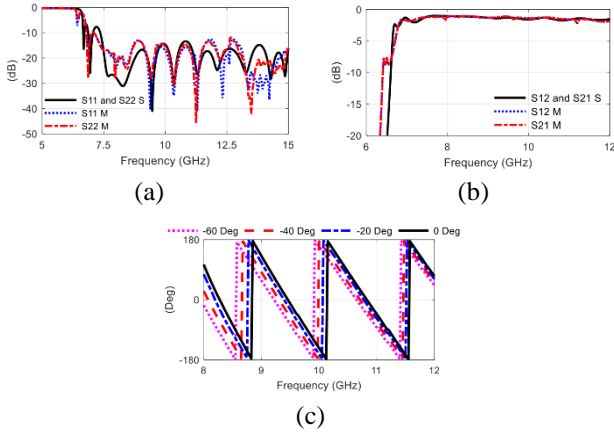 0
-10
-20
-30
-40
-50
(dB)
S11 and S22 S
S11 M
S22 M
5
7.5
10
12.5
15
Frequency (GHz)
(a)
0
-5
-10
-15
-20
(dB)
S12 and S21 S
S12 M
S21 M
6
8
10
12
Frequency (GHz)
(b)
-60 Deg -40 Deg -20 Deg 0 Deg
180
0
-180
(Deg)
8
9
10
11
12
Frequency (GHz)
(c)